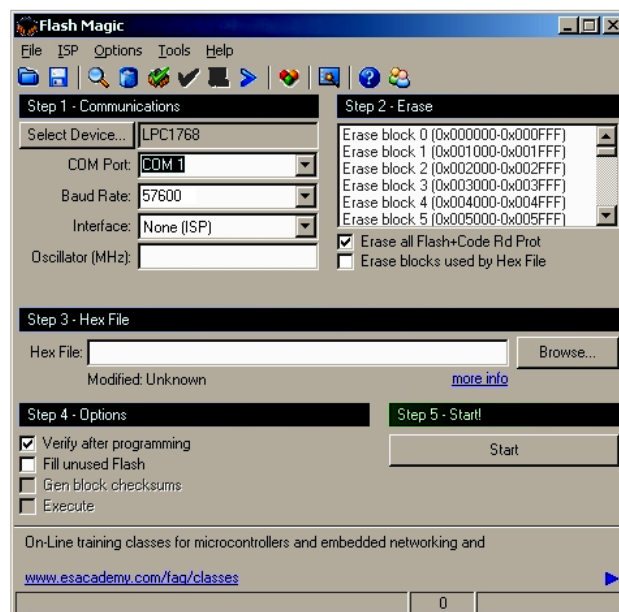 Flash Magic
File ISP Options Tools Help
Step 1 - Communications
Select Device... LPC1768
COM Port: COM 1
Baud Rate: 57600
Interface: None (ISP)
Oscillator (MHz):
Step 2 - Erase
Erase block 0 (0x000000-0x000FFF)
Erase block 1 (0x001000-0x001FFF)
Erase block 2 (0x002000-0x002FFF)
Erase block 3 (0x003000-0x003FFF)
Erase block 4 (0x004000-0x004FFF)
Erase block 5 (0x005000-0x005FFF)
Erase all Flash+Code Rd Prot
Erase blocks used by Hex File
Step 3 - Hex File
Hex File: Browse...
Modified: Unknown more info
Step 4 - Options
Verify after programming
Fill unused Flash
Gen block checksums
Execute
Step 5 - Start!
Start
On-Line training classes for microcontrollers and embedded networking and
www.esacademy.com/faq/classes
0